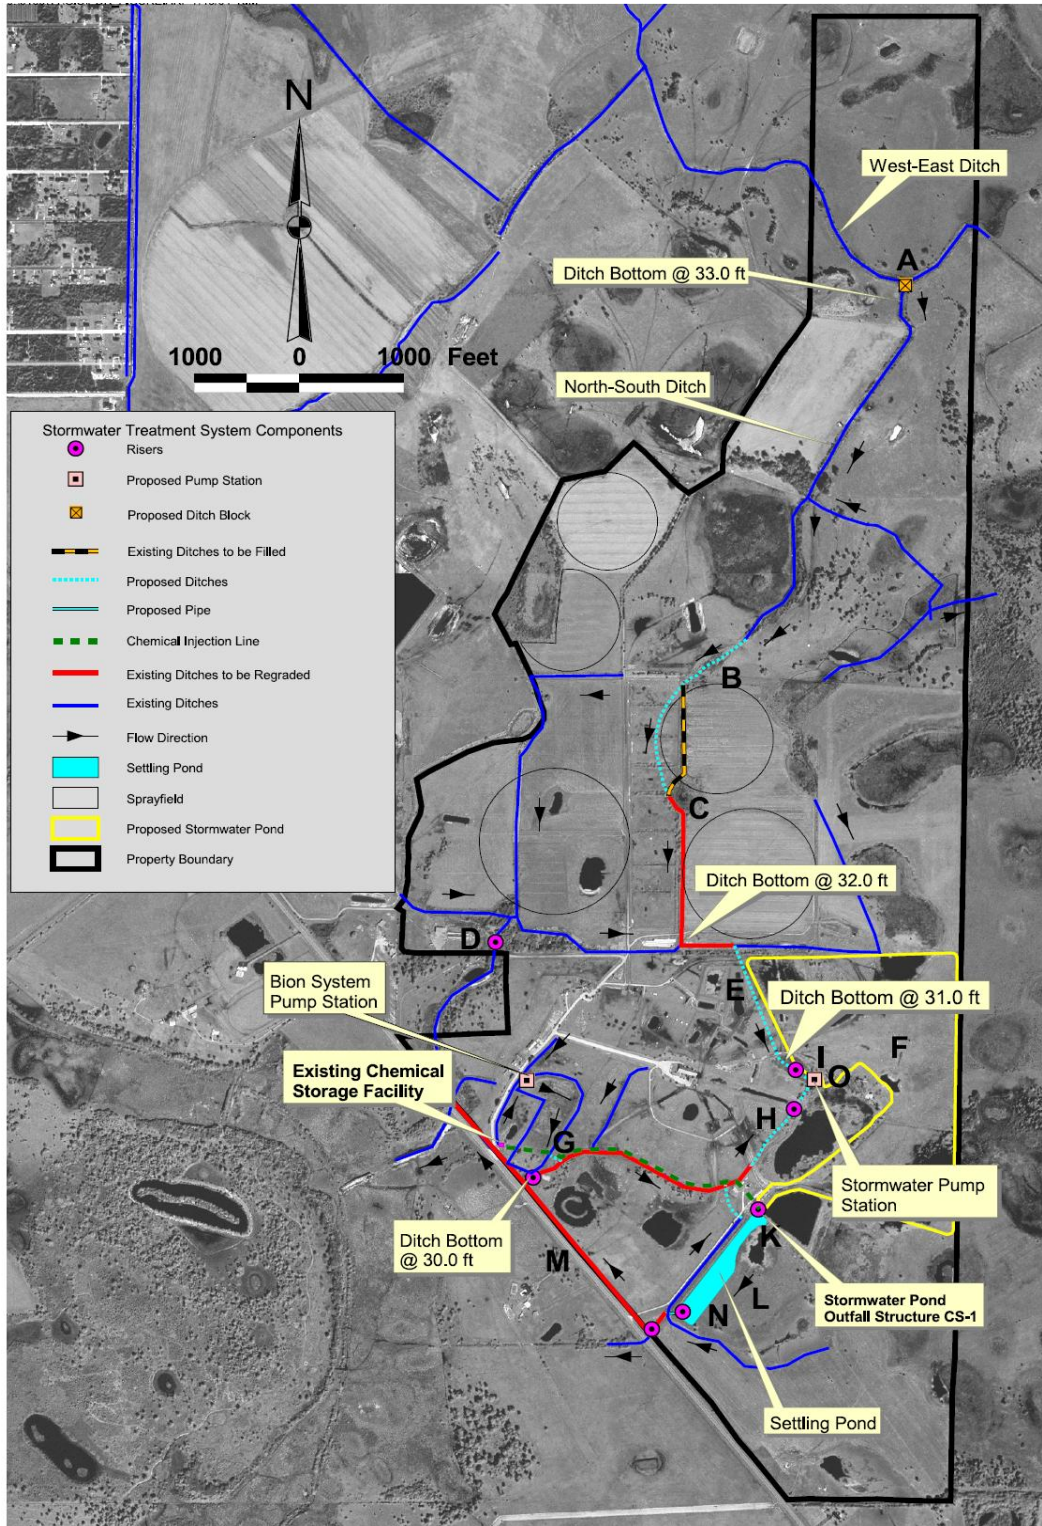 N
West-East Ditch
A
Ditch Bottom @ 33.0 ft
1000 0 1000 Feet
North-South Ditch
Stormwater Treatment System Components
Risers
Proposed Pump Station
Proposed Ditch Block
Existing Ditches to be Filled
Proposed Ditches
Proposed Pipe
Chemical Injection Line
Existing Ditches to be Regraded
Existing Ditches
Flow Direction
Settling Pond
Sprayfield
Proposed Stormwater Pond
Property Boundary
B
C
Ditch Bottom @ 32.0 ft
D
Bion System
Pump Station
E
Ditch Bottom @ 31.0 ft
I
F
O
Existing Chemical
Storage Facility
H
G
Stormwater Pump
Station
Ditch Bottom
@ 30.0 ft
K
M
L
N
Stormwater Pond
Outfall Structure CS-1
Settling Pond